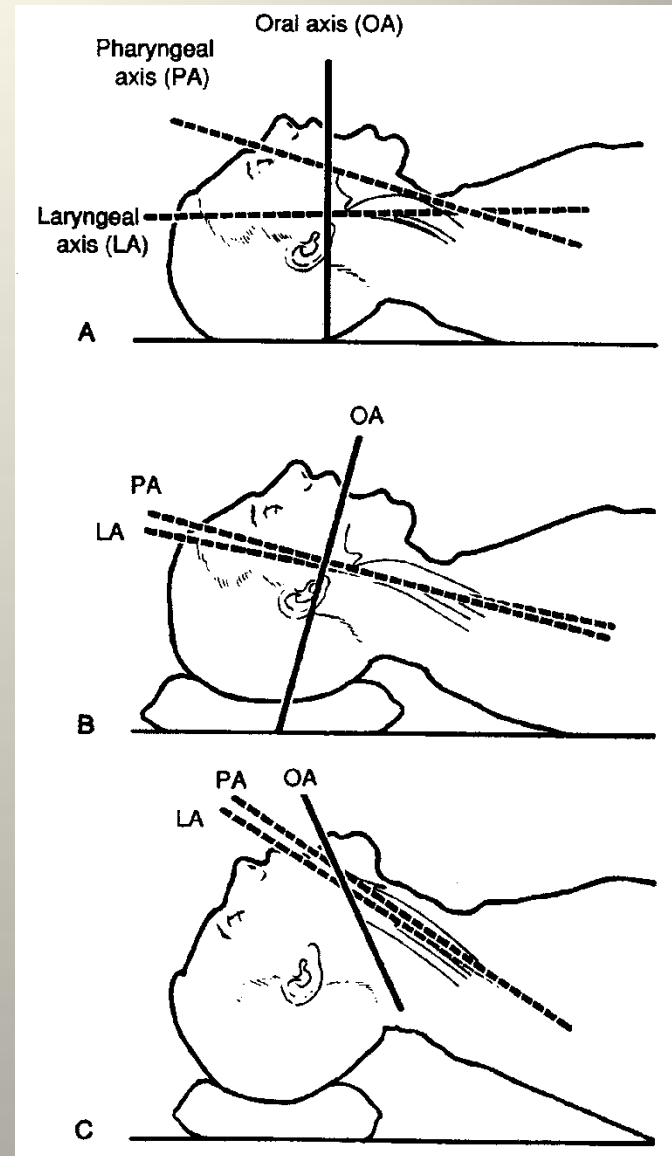 Oral axis (OA)
Pharyngeal
axis (PA)
Laryngeal
axis (LA)
A
OA
PA
LA
B
PA OA
LA
C